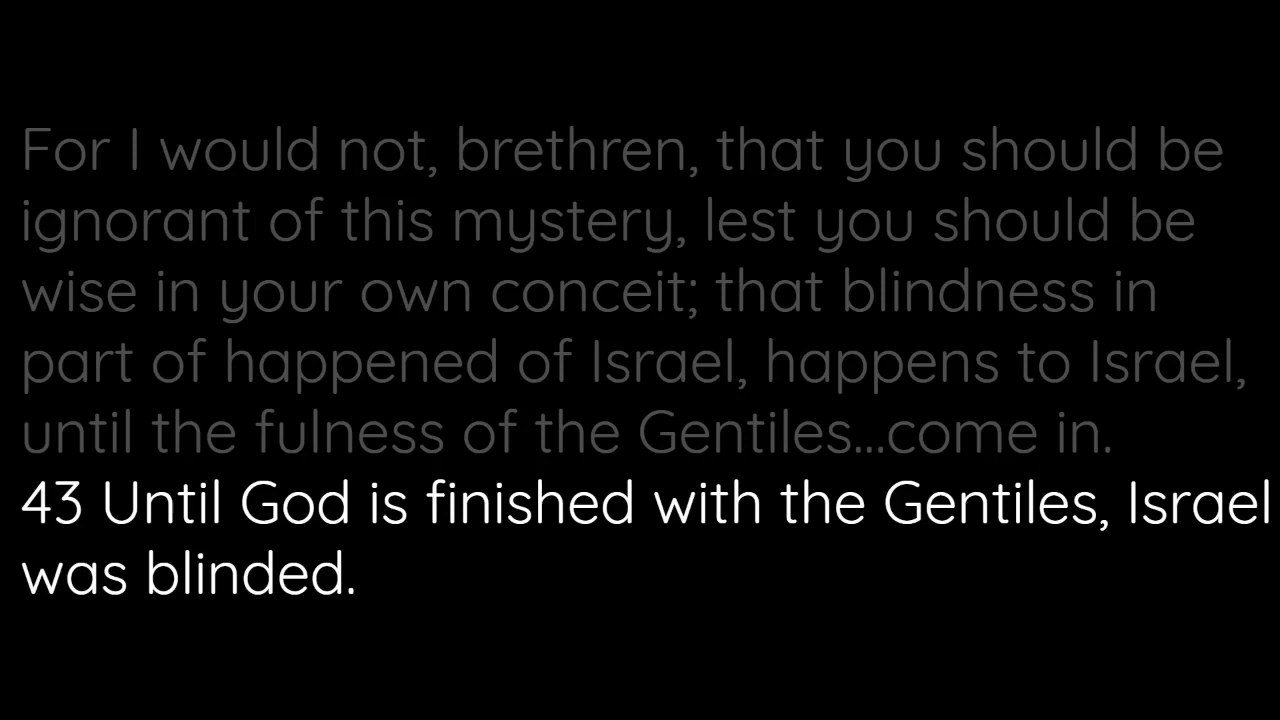 For I would not, brethren, that you should be
ignorant of this mystery, lest you should be
wise in your own conceit; that blindness in
part of happened of Israel, happens to Israel,
until the fulness of the Gentiles...come in.
43 Until God is finished with the Gentiles, Israel
was blinded.